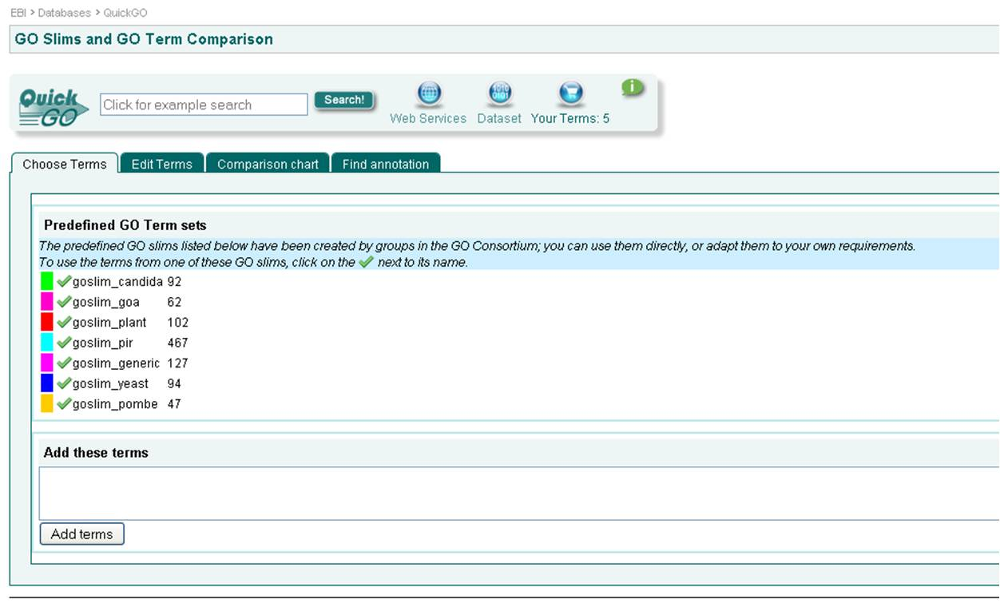 EBI > Databases > QuickGO
GO Slims and GO Term Comparison
Quick GO
Click for example search
Search!
Web Services
Dataset
Your Terms: 5
i
Choose Terms
Edit Terms
Comparison chart
Find annotation
Predefined GO Term sets
The predefined GO slims listed below have been created by groups in the GO Consortium; you can use them directly, or adapt them to your own requirements.
To use the terms from one of these GO slims, click on the ✔ next to its name.
✔goslim_candida 92
✔goslim_goa 62
✔goslim_plant 102
✔goslim_pir 467
✔goslim_generic 127
✔goslim_yeast 94
✔goslim_pombe 47
Add these terms
Add terms